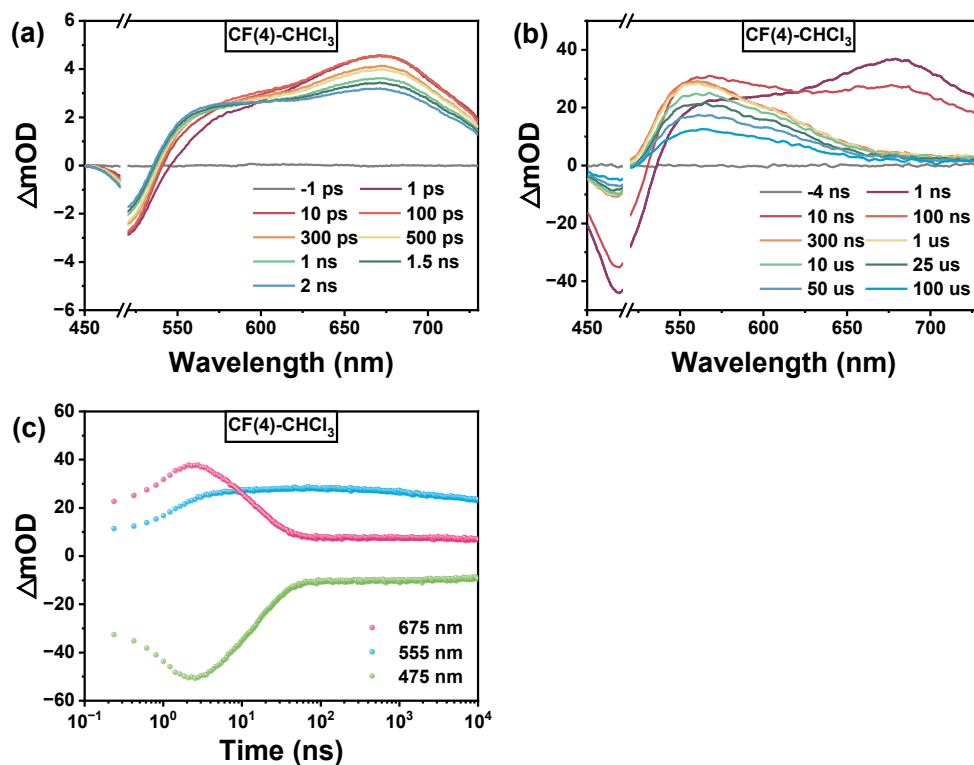 (a)
CF(4)-CHCl3
6
4
2
0
−2
−4
6
ΔmOD
-1 ps
1 ps
10 ps
100 ps
300 ps
500 ps
1 ns
1.5 ns
2 ns
450
550
600
650
700
Wavelength (nm)
(b)
CF(4)-CHCl3
40
20
0
−20
−40
ΔmOD
-4 ns
1 ns
10 ns
100 ns
300 ns
1 us
10 us
25 us
50 us
100 us
450
550
600
650
700
Wavelength (nm)
(c)
CF(4)-CHCl3
60
40
20
0
−20
−40
−60
ΔmOD
675 nm
555 nm
475 nm
10−1
100
101
102
103
104
Time (ns)